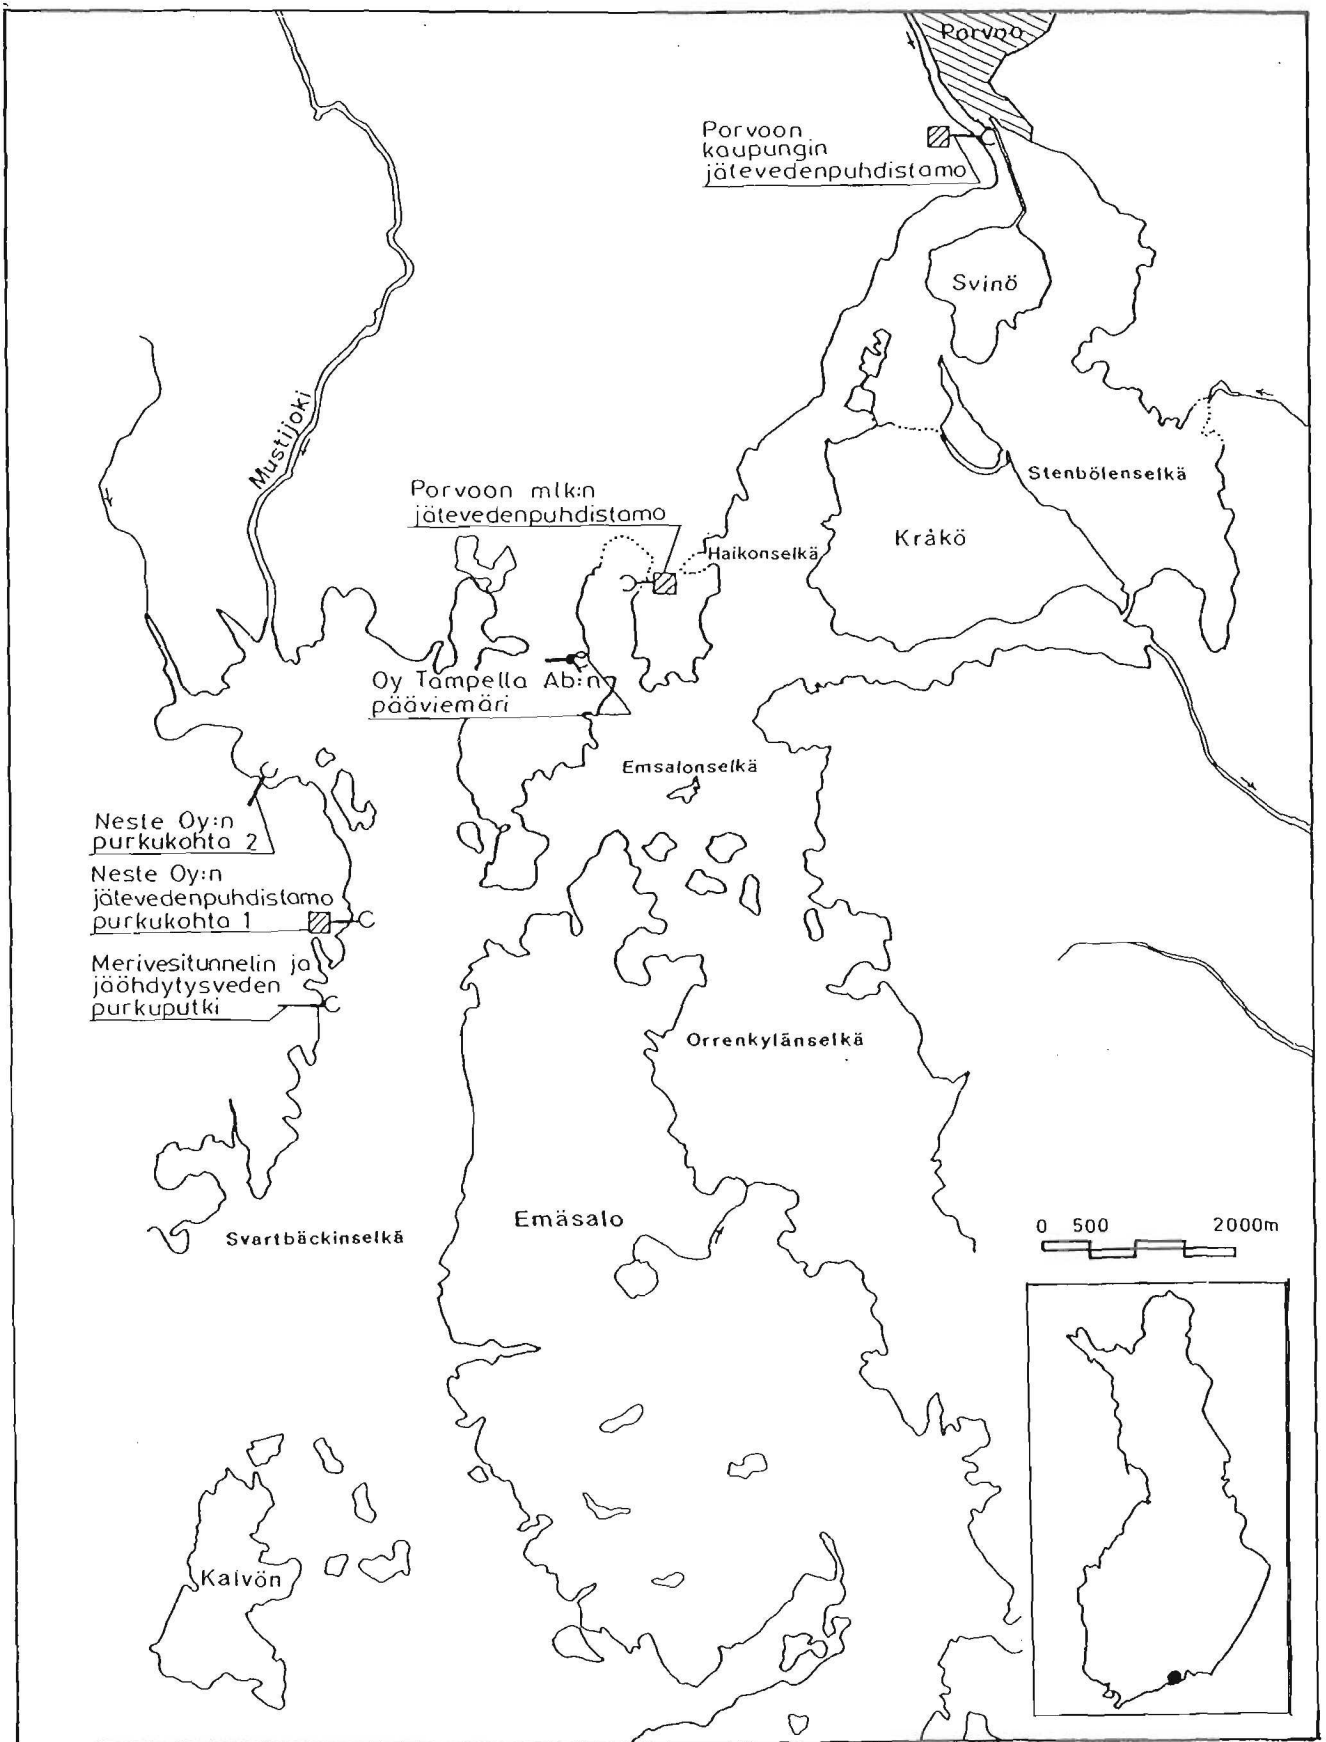 Porvoo
Porvoon
kaupungin
jätevedenpuhdistamo
Svinö
Mustijoki
Stenbölenselkä
Porvoon mlk:n
jätevedenpuhdistamo
Haikonselkä
Kråkö
Oy Tampella Ab:n
pääviemäri
Emsalonselkä
Neste Oy:n
purkukohta 2
Neste Oy:n
jätevedenpuhdistamo
purkukohta 1
Merivesitunnelin ja
jäöhdytysveden
purkuputki
Orrenkylänselkä
Emäsalo
Svartbäckinselkä
0 500 2000m
Kalvön